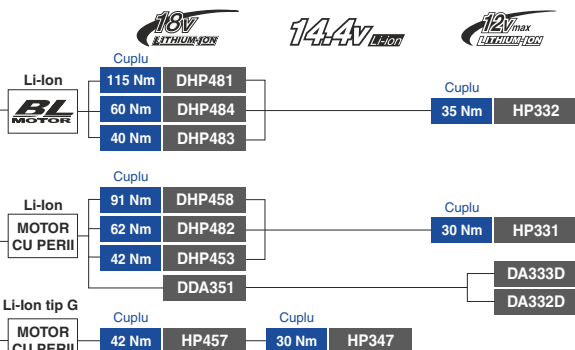 18V LITHIUM-ION 14.4V Li-ion 12Vmax LITHIUM-ION
Cuplu
Li-Ion 115 Nm DHP481
Cuplu
BL MOTOR 60 Nm DHP484 35 Nm HP332
40 Nm DHP483
Cuplu
Li-Ion 91 Nm DHP458
Cuplu
MOTOR CU PERII 62 Nm DHP482 30 Nm HP331
42 Nm DHP453
DA333D
DDA351
DA332D
Li-Ion tip G
Cuplu Cuplu
MOTOR CU PERII 42 Nm HP457 30 Nm HP347